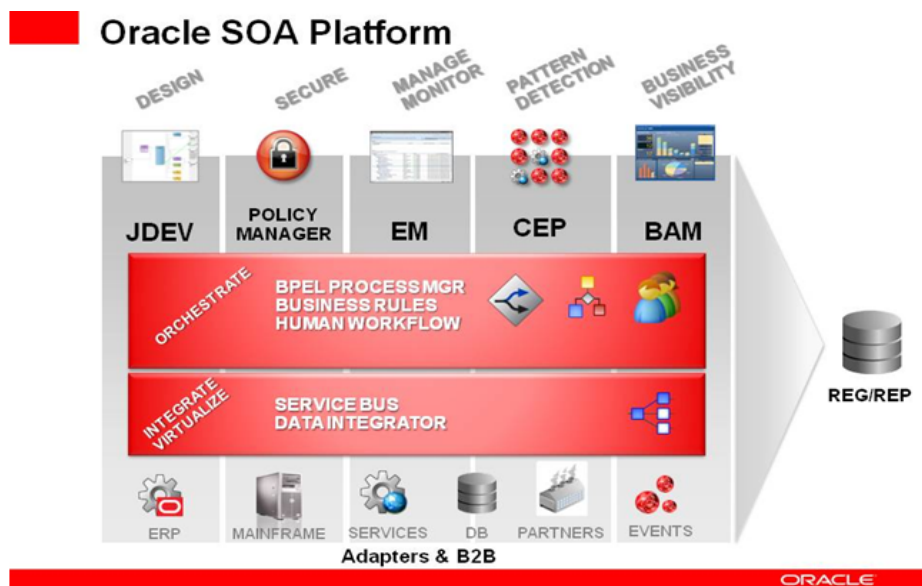 Oracle SOA Platform
DESIGN
SECURE
MANAGE
MONITOR
PATTERN
DETECTION
BUSINESS
VISIBILITY
JDEV
POLICY
MANAGER
EM
CEP
BAM
ORCHESTRATE
BPEL PROCESS MGR
BUSINESS RULES
HUMAN WORKFLOW
INTEGRATE
VIRTUALIZE
SERVICE BUS
DATA INTEGRATOR
REG/REP
ERP
MAINFRAME
SERVICES
DB
PARTNERS
EVENTS
Adapters & B2B
ORACLE